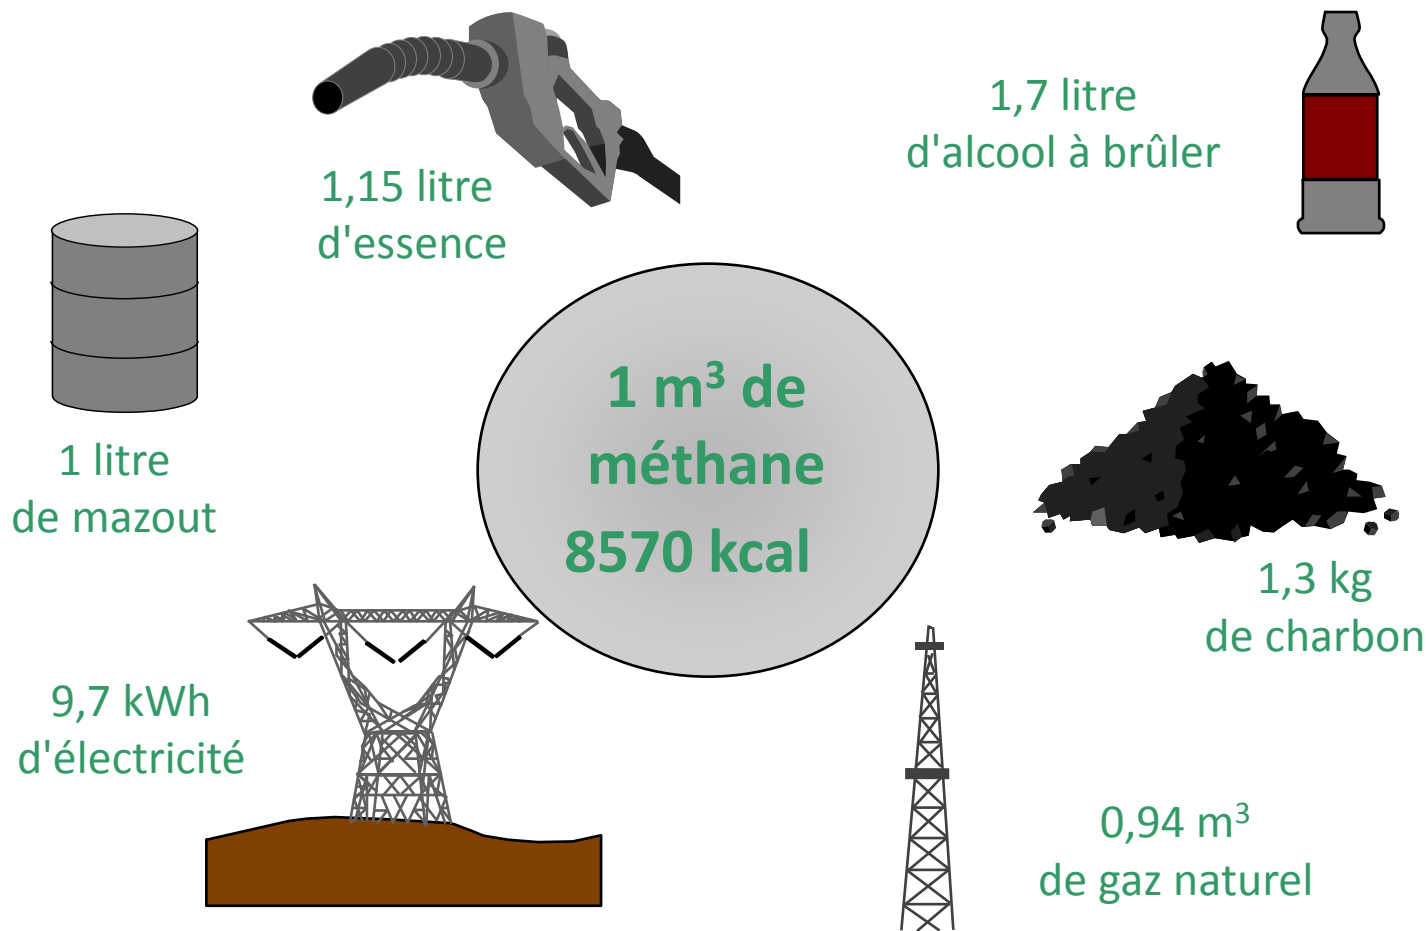 1,7 litre
d'alcool à brûler
1,15 litre
d'essence
1 m³ de
méthane
8570 kcal
1 litre
de mazout
1,3 kg
de charbon
9,7 kWh
d'électricité
0,94 m³
de gaz naturel